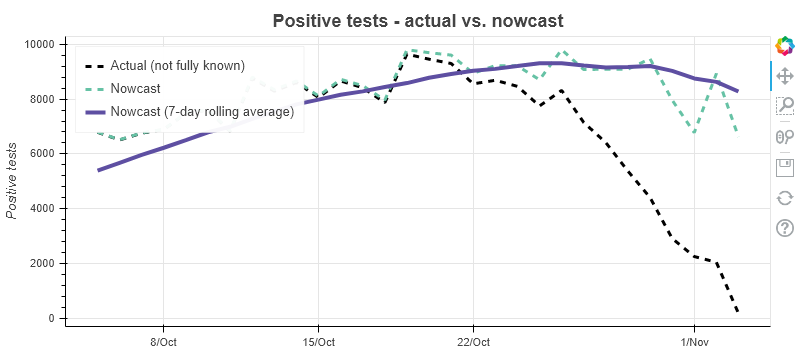 Positive tests - actual vs. nowcast
10000
8000
6000
4000
2000
0
Positive tests
Actual (not fully known)
Nowcast
Nowcast (7-day rolling average)
8/Oct
15/Oct
22/Oct
1/Nov